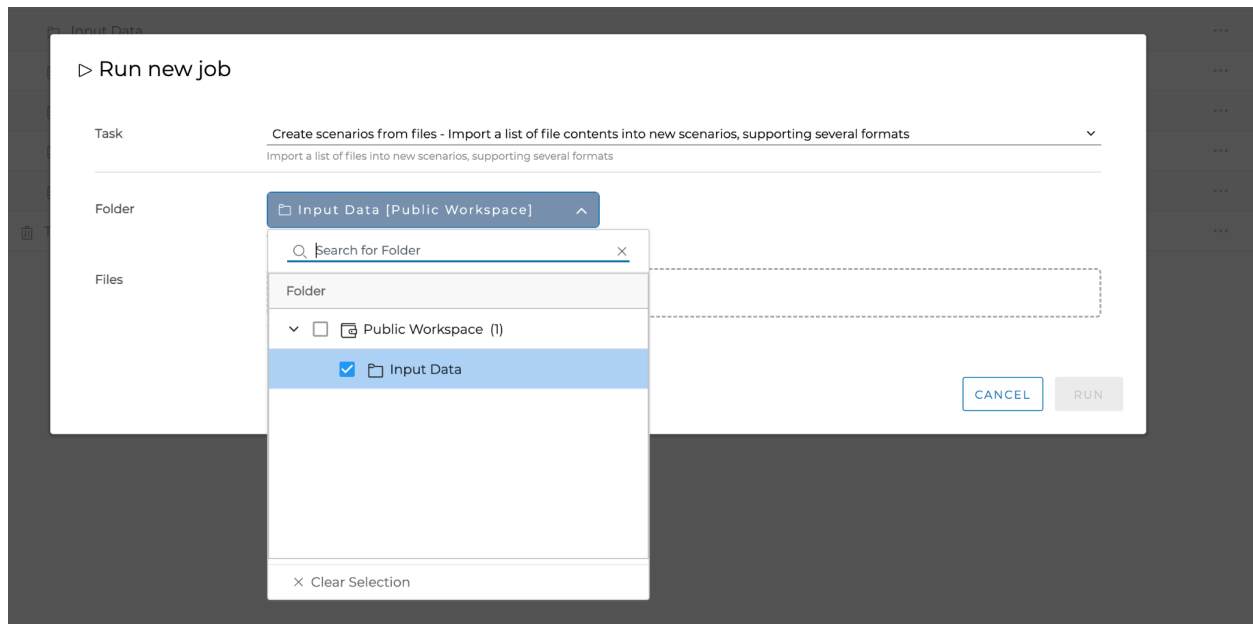 Input Data
Run new job
Task
Create scenarios from files - Import a list of file contents into new scenarios, supporting several formats
Import a list of files into new scenarios, supporting several formats
Folder
Input Data [Public Workspace]
Search for Folder
Files
Folder
Public Workspace (1)
Input Data
CANCEL
RUN
Clear Selection